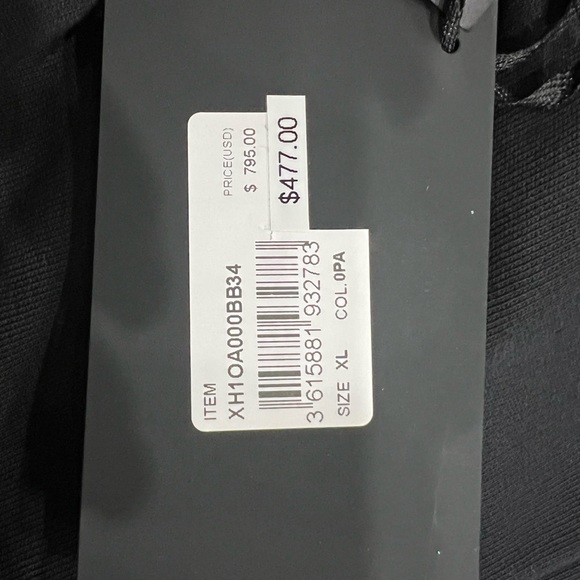 ITEM
XH1OA000BB34
3 615881 932783
SIZE XL COL.0PA
PRICE(USD)
$ 795.00
$477.00